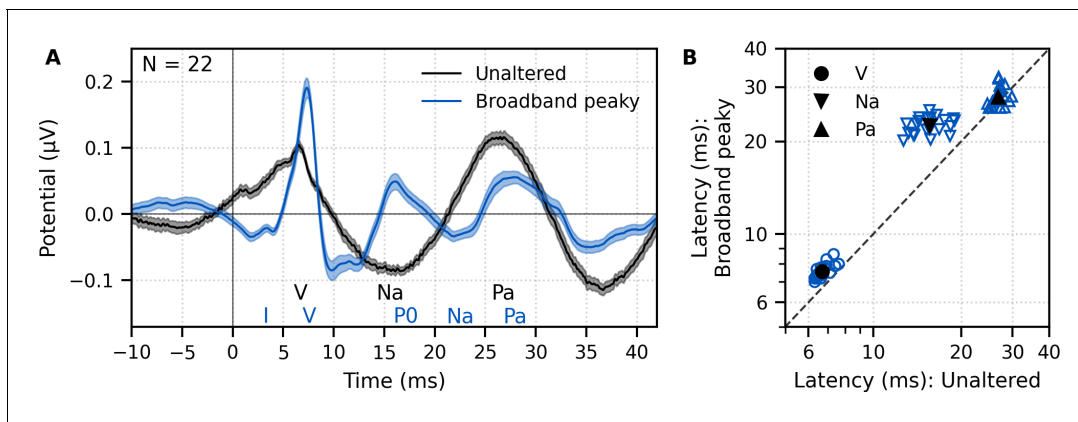 A
N = 22
Unaltered
Broadband peaky
Potential (µV)
0.2
0.1
0.0
−0.1
V Na Pa
I V P0 Na Pa
−10 −5 0 5 10 15 20 25 30 35 40
Time (ms)
B
V
Na
Pa
Latency (ms):
Broadband peaky
40
30
20
10
6
6 10 20 30 40
Latency (ms): Unaltered